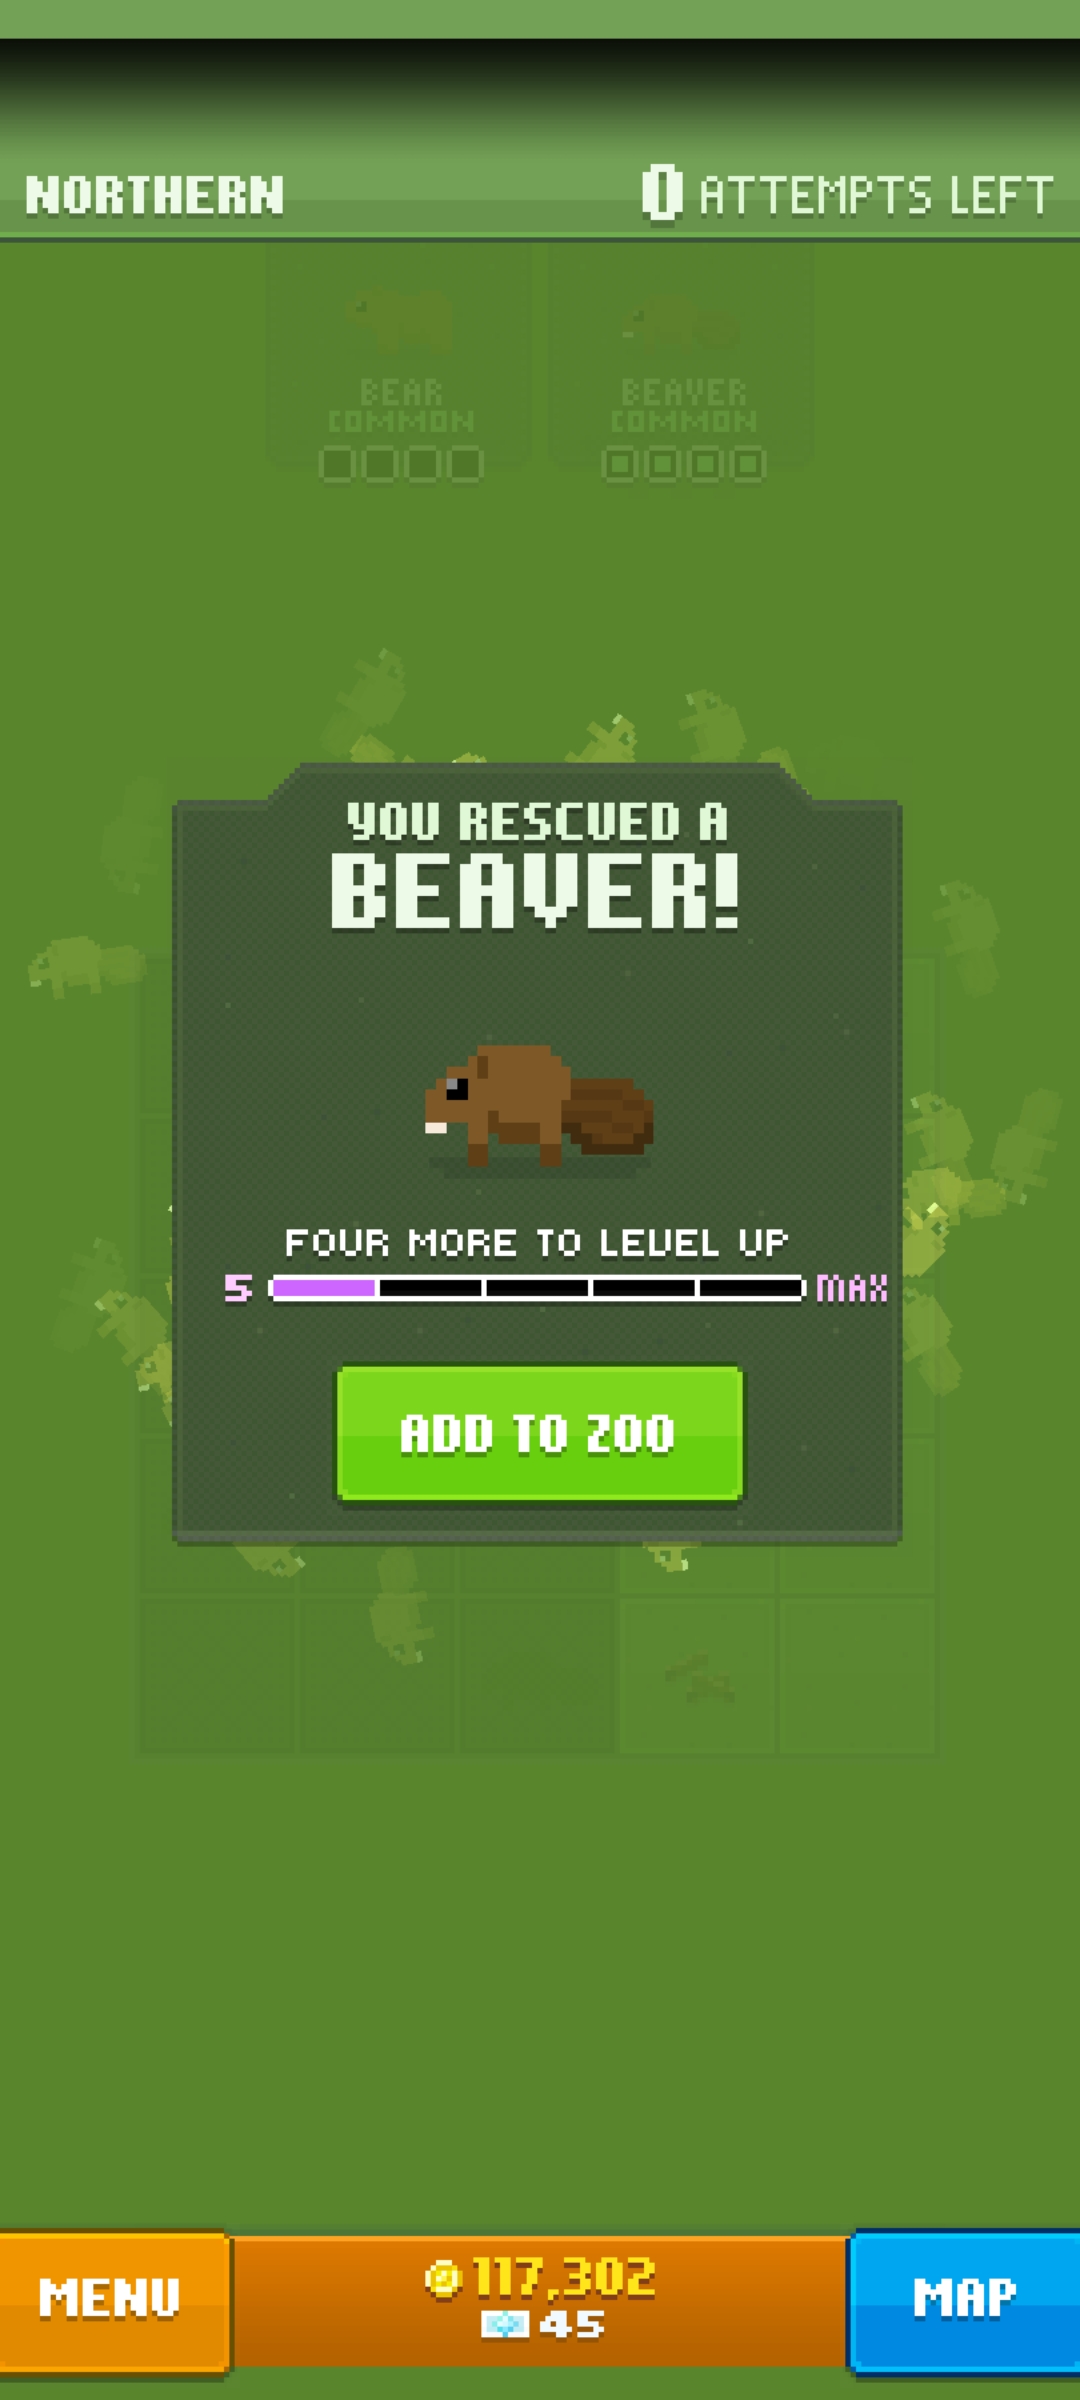 NORTHERN
0 ATTEMPTS LEFT
BEAR
COMMON
BEAVER
COMMON
YOU RESCUED A
BEAVER!
FOUR MORE TO LEVEL UP
5
MAX
ADD TO ZOO
MENU
117,302
45
MAP